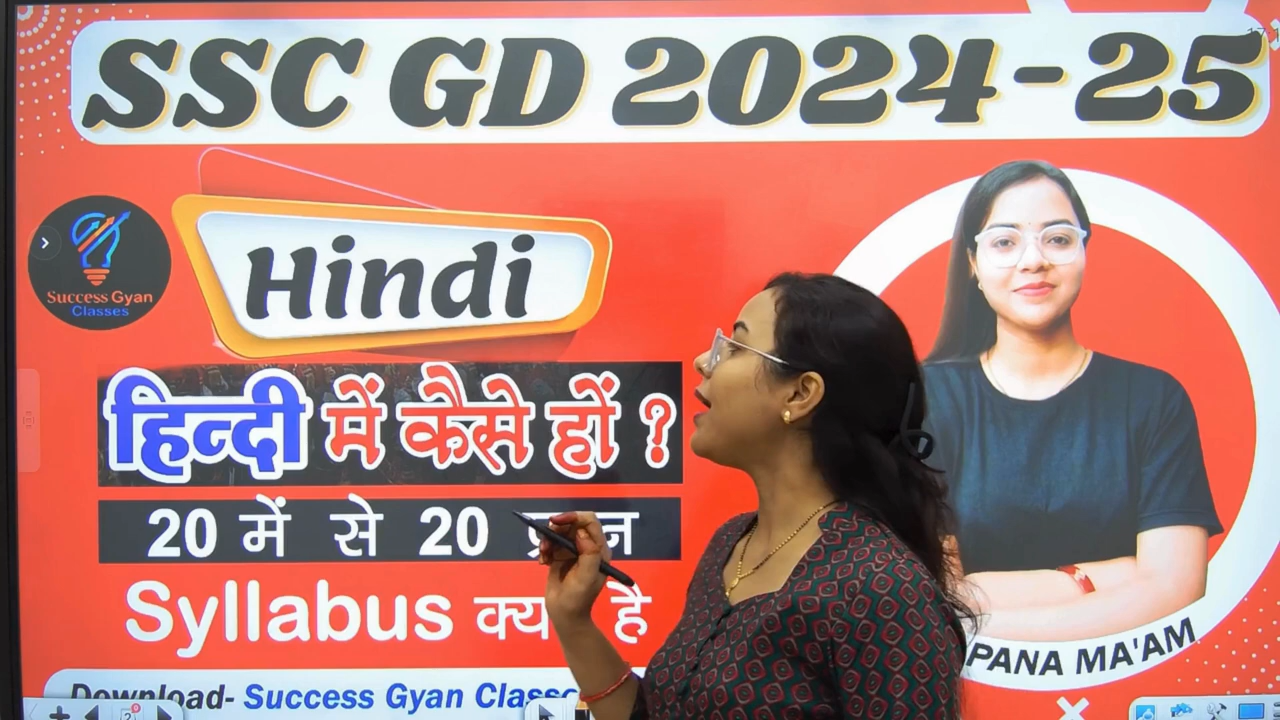 SSC GD 2024-25
Success Gyan
Classes
Hindi
हिन्दी में कैसे हों ?
20 में से 20
Syllabus है
Download- Success Gyan
MA'AM